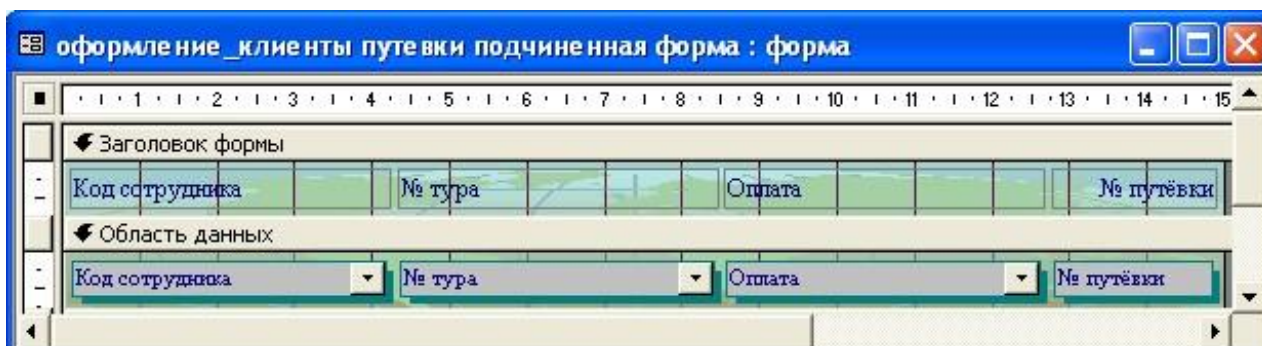 оформление_клиенты путевки подчиненная форма : форма
1 2 3 4 5 6 7 8 9 10 11 12 13 14 15
Заголовок формы
Код сотрудника № тура Оплата № путёвки
Область данных
Код сотрудника № тура Оплата № путёвки